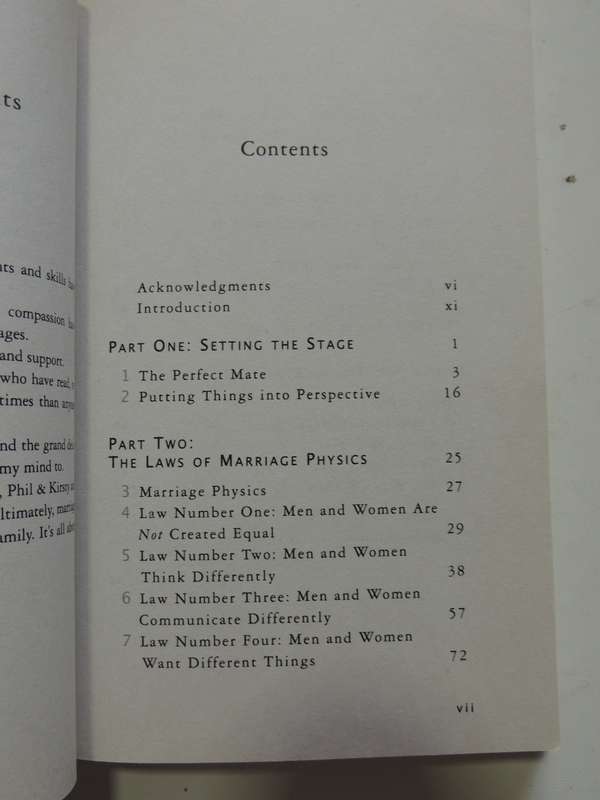 ts
nts and skills
compassion
ages.
and support.
who have read,
times than
nd the grand
my mind to.
, Phil & Kirsty
ltimately,
amily. It's all
Contents
Acknowledgments vi
Introduction xi
PART ONE: SETTING THE STAGE 1
1 The Perfect Mate 3
2 Putting Things into Perspective 16
PART TWO:
THE LAWS OF MARRIAGE PHYSICS 25
3 Marriage Physics 27
4 Law Number One: Men and Women Are
Not Created Equal 29
5 Law Number Two: Men and Women
Think Differently 38
6 Law Number Three: Men and Women
Communicate Differently 57
7 Law Number Four: Men and Women
Want Different Things 72
vii